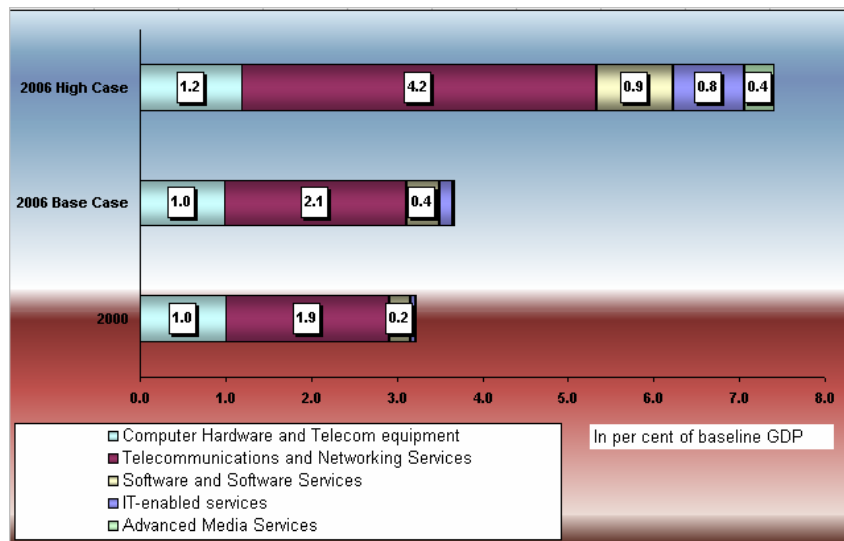 2006 High Case
1.2 4.2 0.9 0.8 0.4
2006 Base Case
1.0 2.1 0.4
2000
1.0 1.9 0.2
0.0 1.0 2.0 3.0 4.0 5.0 6.0 7.0 8.0
Computer Hardware and Telecom equipment
Telecommunications and Networking Services
Software and Software Services
IT-enabled services
Advanced Media Services
In per cent of baseline GDP